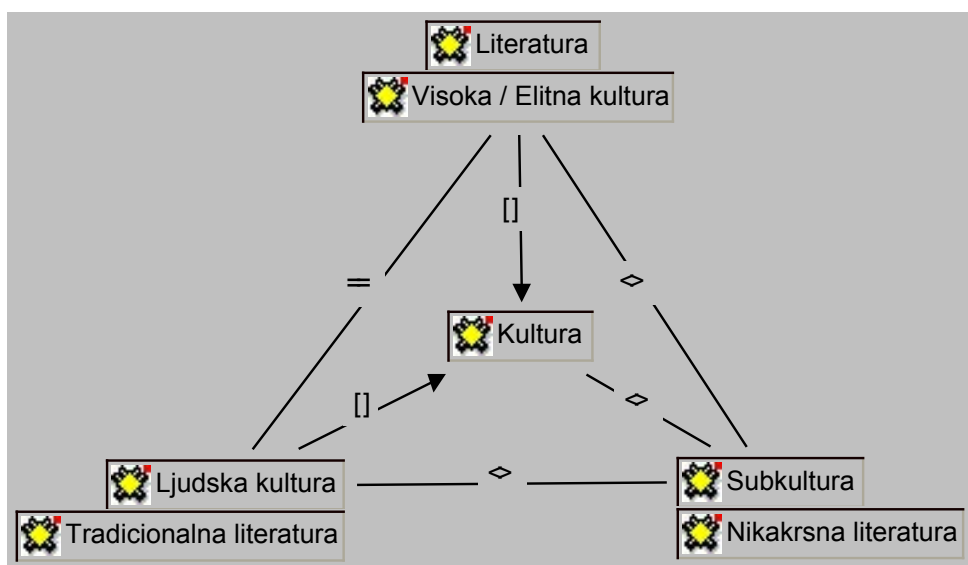 Literatura
Visoka / Elitna kultura
[]
==
<>
Kultura
[]
<>
Ljudska kultura
<>
Subkultura
Tradicionalna literatura
Nikakrsna literatura